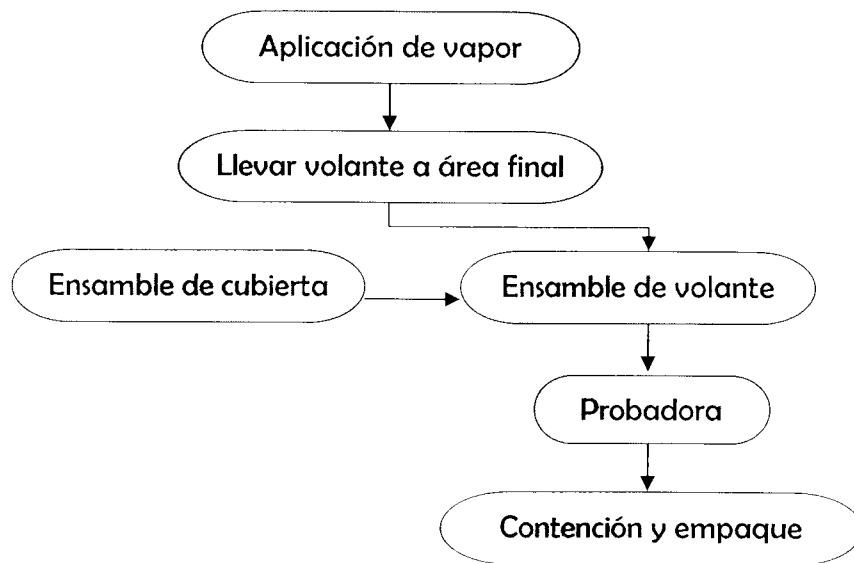 Aplicación de vapor
Llevar volante a área final
Ensamble de cubierta
Ensamble de volante
Probadora
Contención y empaque